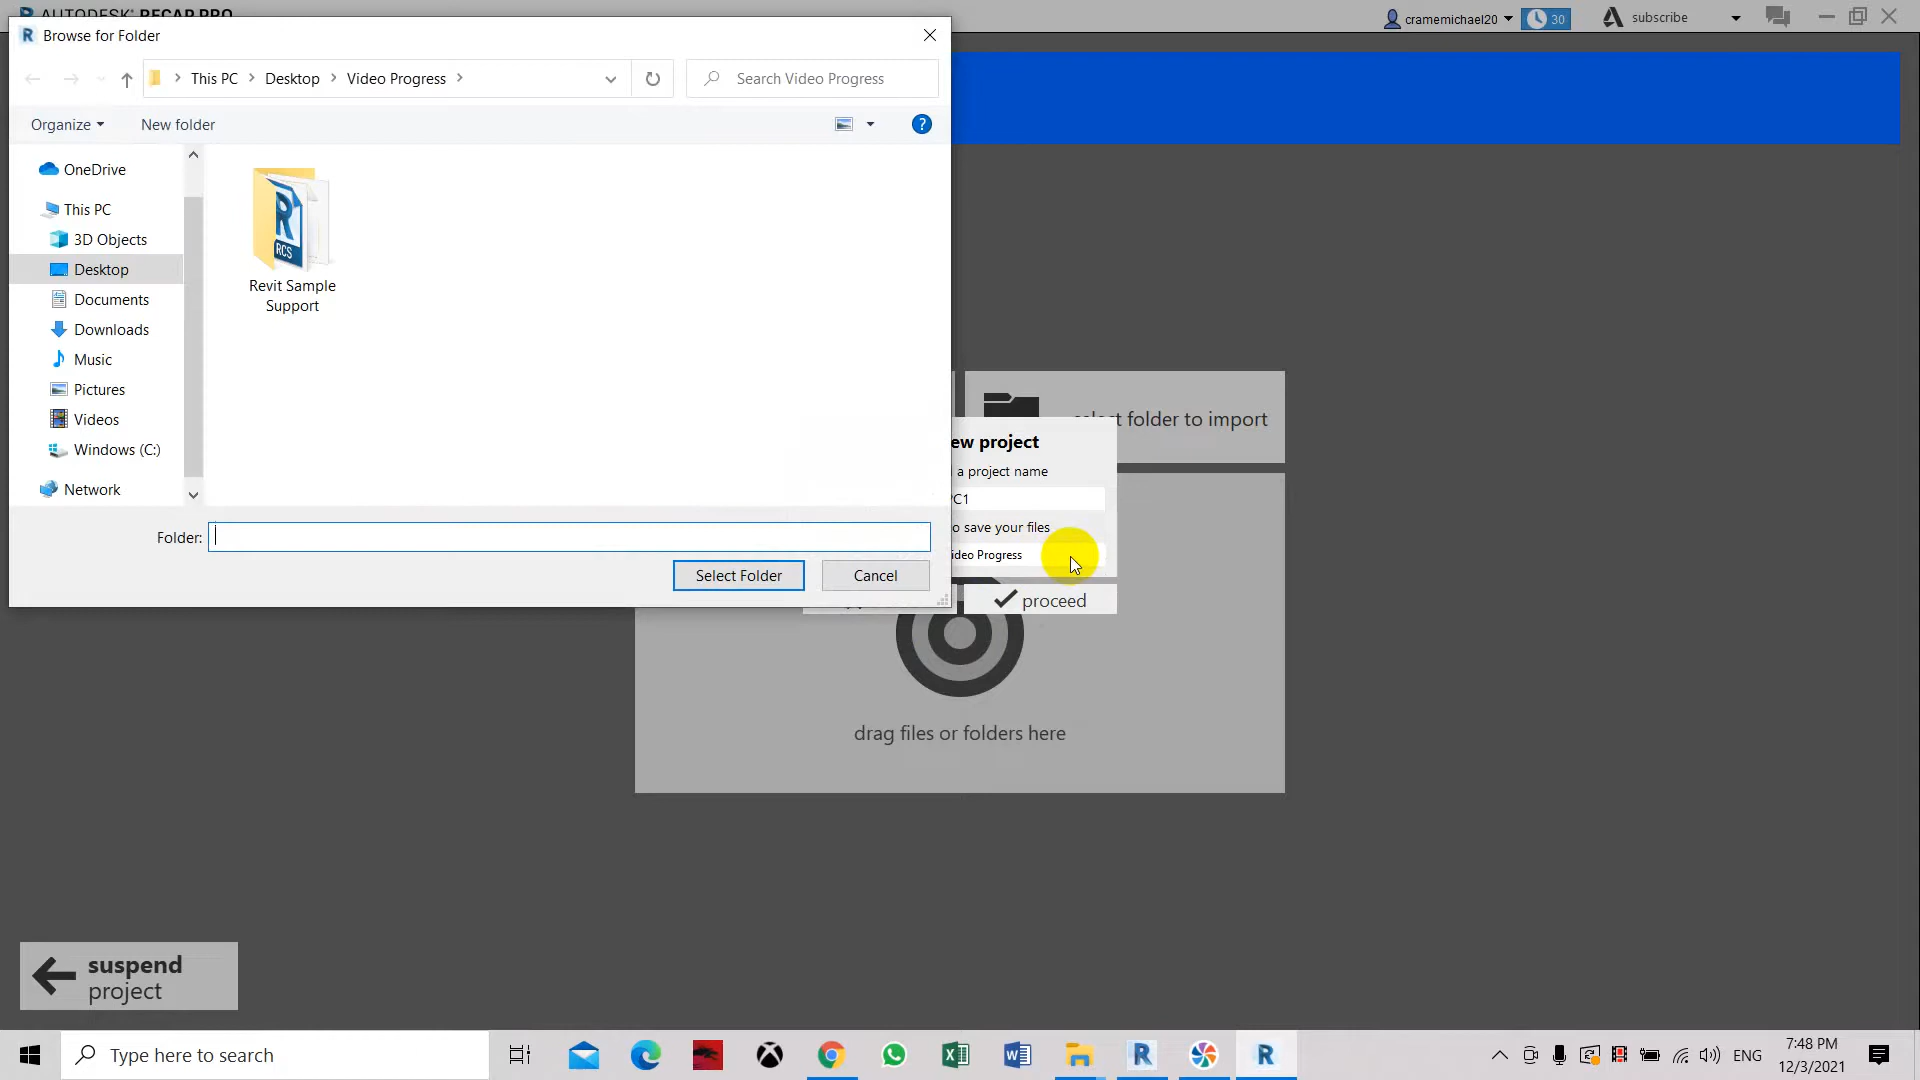 AUTODESK RECAP PRO
cramemichael20
30
subscribe
Browse for Folder
This PC
Desktop
Video Progress
Search Video Progress
Organize
New folder
?
OneDrive
This PC
3D Objects
Desktop
Documents
Downloads
Music
Pictures
Videos
Windows (C:)
Network
R
RCS
Revit Sample
Support
Folder:
Select Folder
Cancel
select folder to import
ew project
a project name
PC1
o save your files
ideo Progress
proceed
drag files or folders here
suspend
project
Type here to search
ENG
7:48 PM
12/3/2021